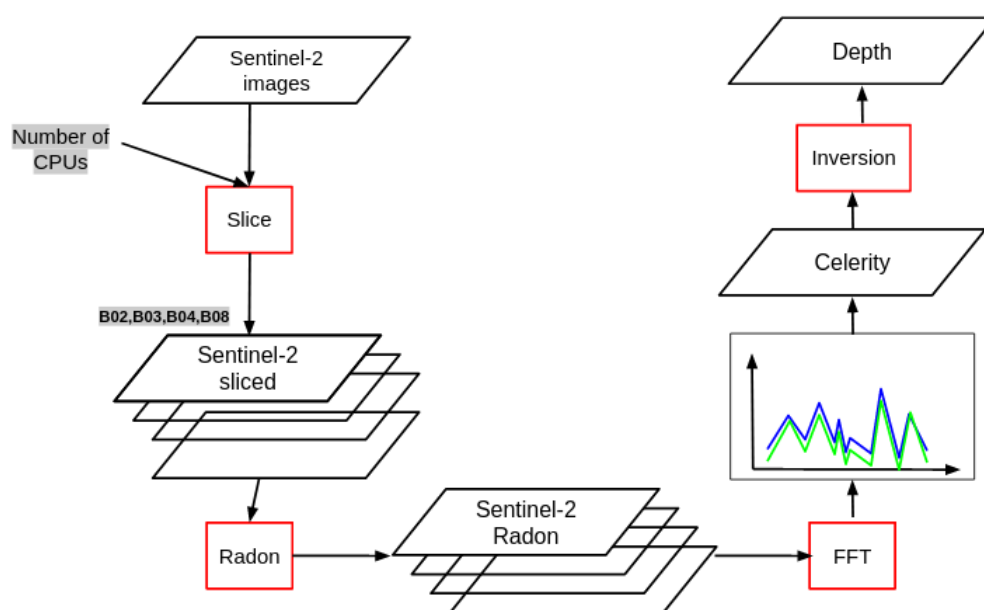 Sentinel-2
images
Number of
CPUs
Slice
B02,B03,B04,B08
Sentinel-2
sliced
Radon
Sentinel-2
Radon
FFT
Celerity
Inversion
Depth